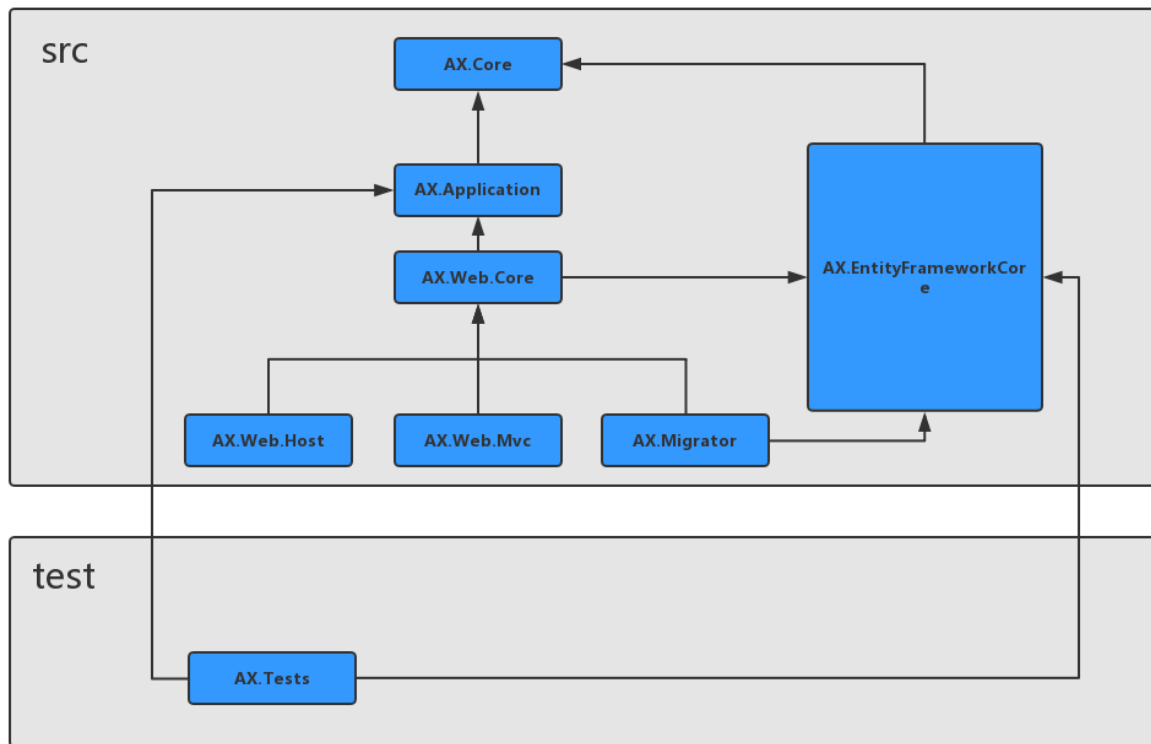 src
AX.Core
AX.Application
AX.Web.Core
AX.EntityFrameworkCor
e
AX.Web.Host
AX.Web.Mvc
AX.Migrator
test
AX.Tests